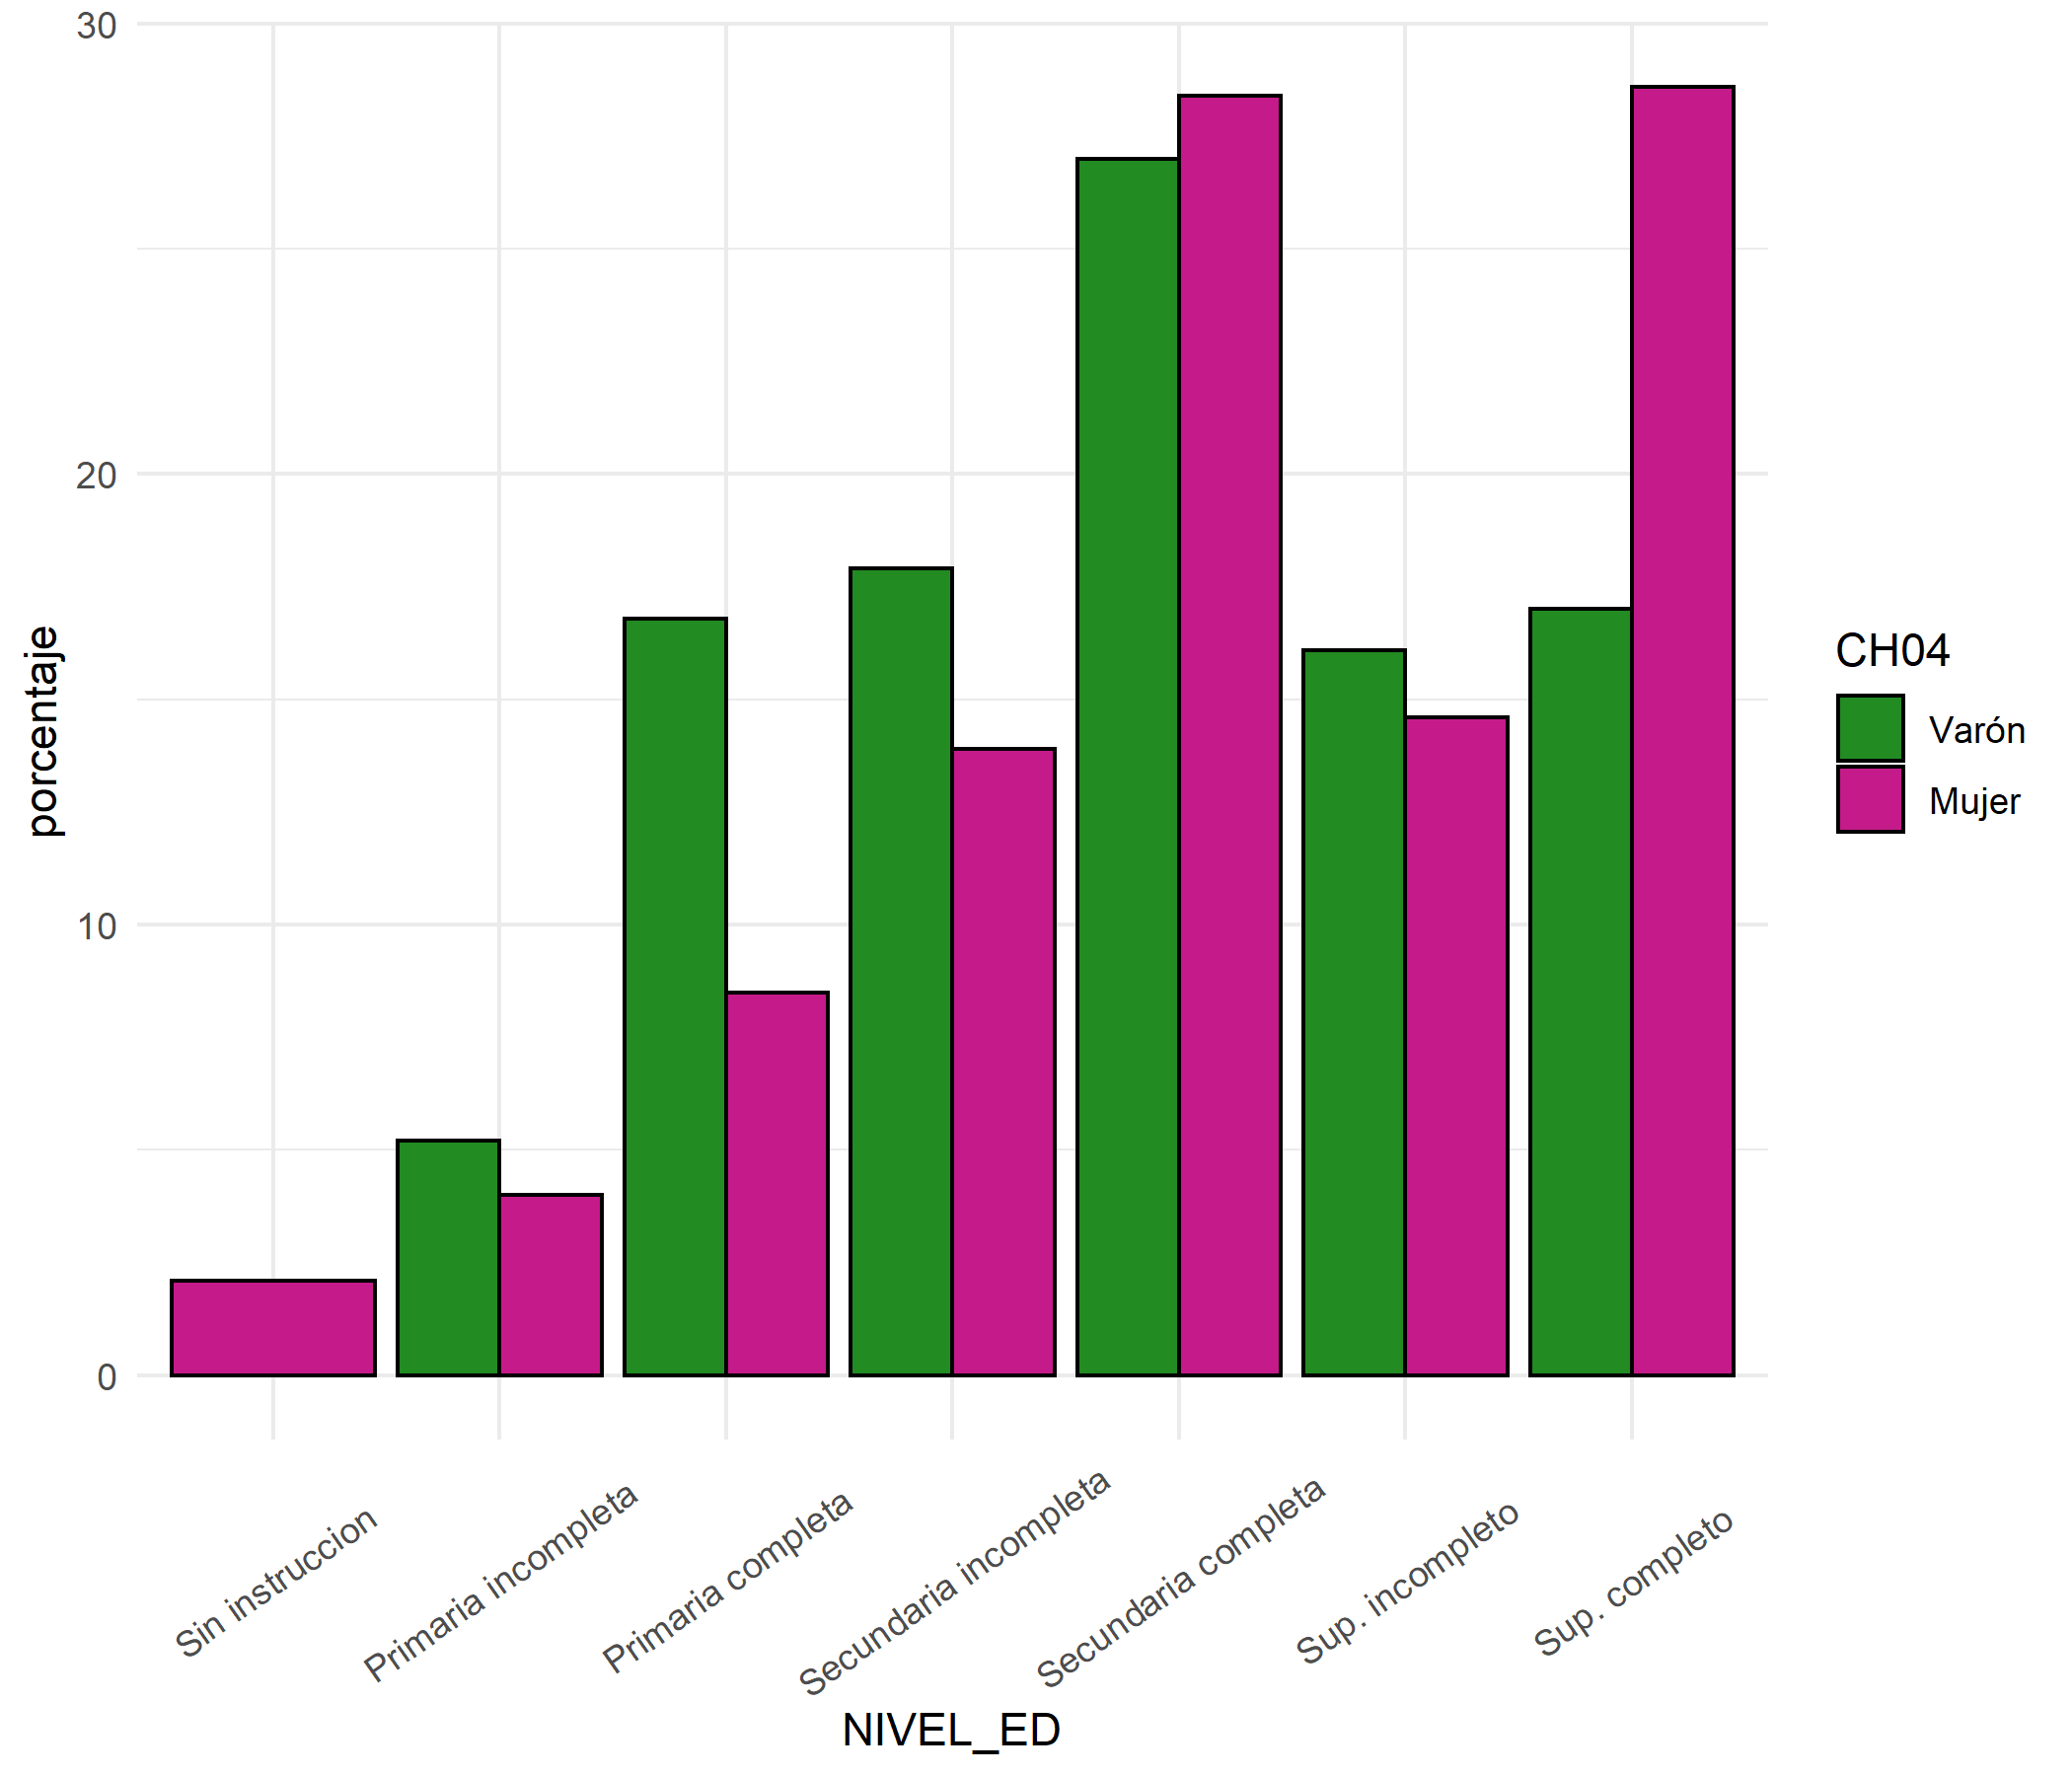 30
20
10
0
porcentaje
Sin instruccion
Primaria incompleta
Primaria completa
Secundaria incompleta
Secundaria completa
Sup. incompleto
Sup. completo
NIVEL_ED
CH04
Varón
Mujer